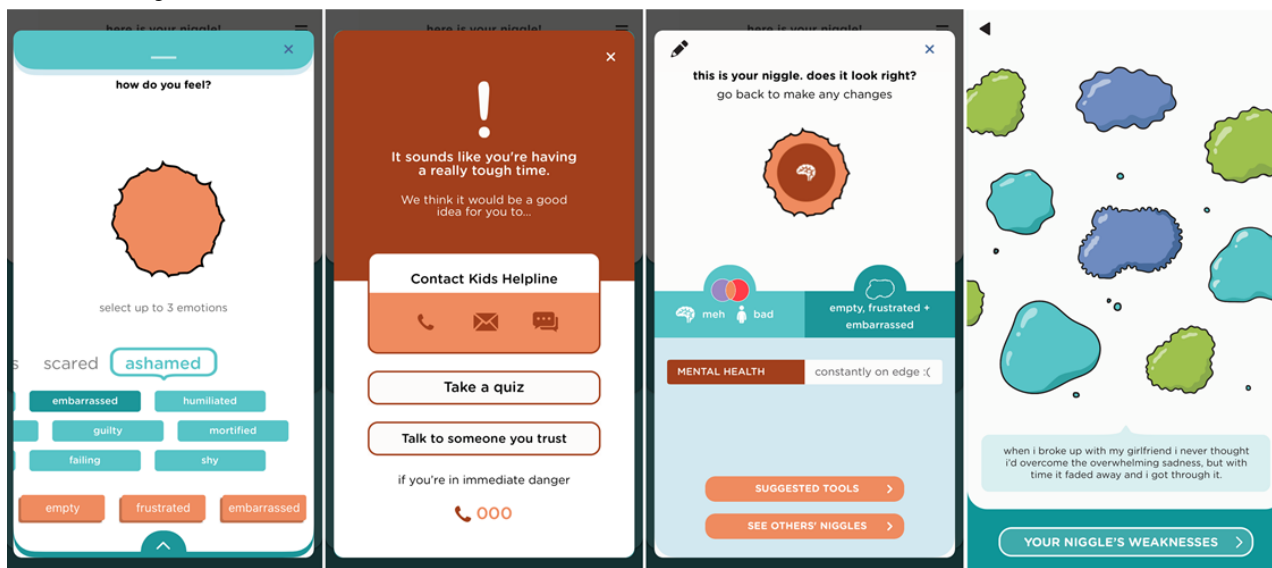 here is your niggle!
how do you feel?
select up to 3 emotions
scared ashamed
embarrassed humiliated
guilty mortified
failing shy
empty frustrated embarrassed
here is your niggle!
!
It sounds like you're having
a really tough time.
We think it would be a good
idea for you to...
Contact Kids Helpline
Take a quiz
Talk to someone you trust
if you're in immediate danger
000
here is your niggle!
this is your niggle. does it look right?
go back to make any changes
meh bad
empty, frustrated +
embarrassed
MENTAL HEALTH constantly on edge :(
SUGGESTED TOOLS >
SEE OTHERS' NIGGLES >
when i broke up with my girlfriend i never thought
i'd overcome the overwhelming sadness, but with
time it faded away and i got through it.
YOUR NIGGLE'S WEAKNESSES >